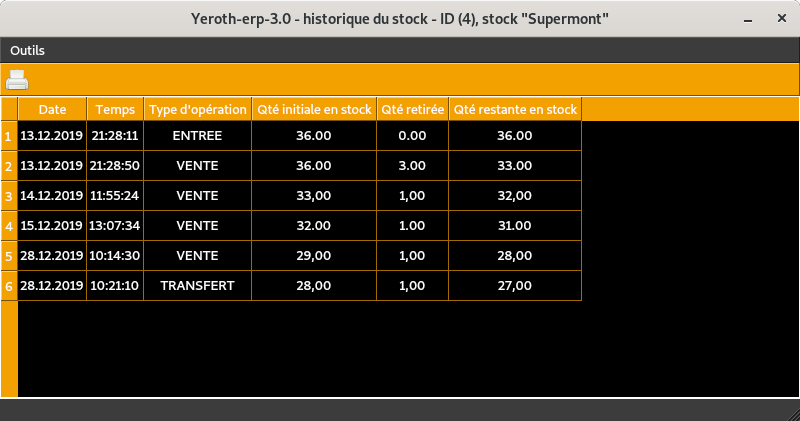 Yeroth-erp-3.0 - historique du stock - ID (4), stock "Supermont"
Outils
Date Temps Type d'opération Qté initiale en stock Qté retirée Qté restante en stock
1 13.12.2019 21:28:11 ENTREE 36.00 0.00 36.00
2 13.12.2019 21:28:50 VENTE 36.00 3.00 33.00
3 14.12.2019 11:55:24 VENTE 33,00 1,00 32,00
4 15.12.2019 13:07:34 VENTE 32.00 1.00 31.00
5 28.12.2019 10:14:30 VENTE 29,00 1,00 28,00
6 28.12.2019 10:21:10 TRANSFERT 28,00 1,00 27,00